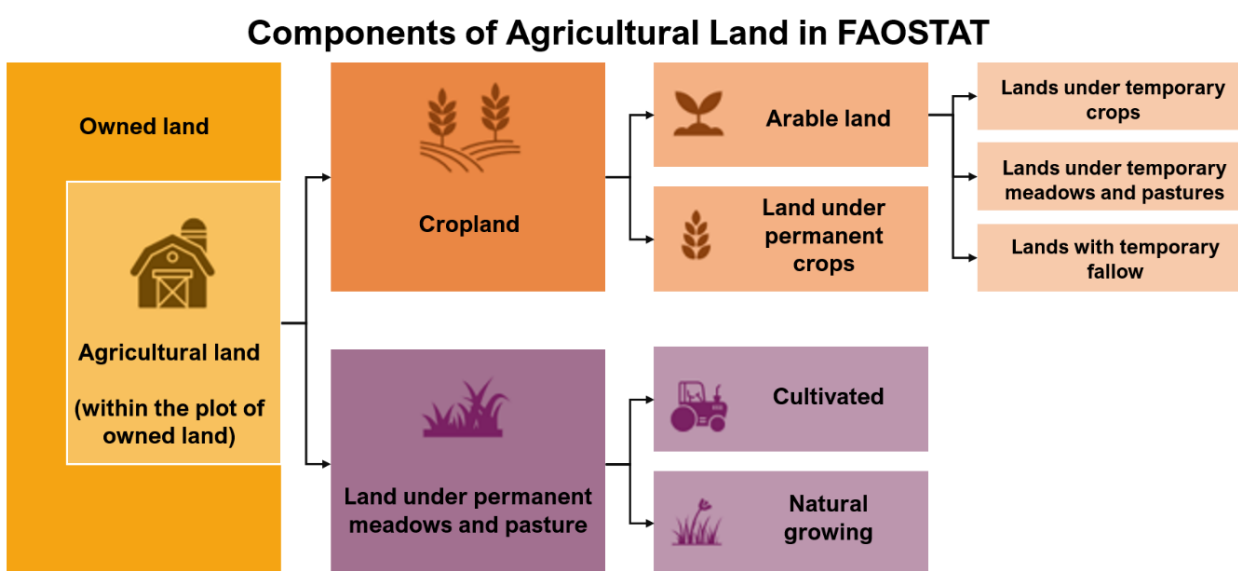 Components of Agricultural Land in FAOSTAT
Owned land
Agricultural land
(within the plot of
owned land)
Cropland
Arable land
Land under
permanent
crops
Lands under temporary
crops
Lands under temporary
meadows and pastures
Lands with temporary
fallow
Land under permanent
meadows and pasture
Cultivated
Natural
growing